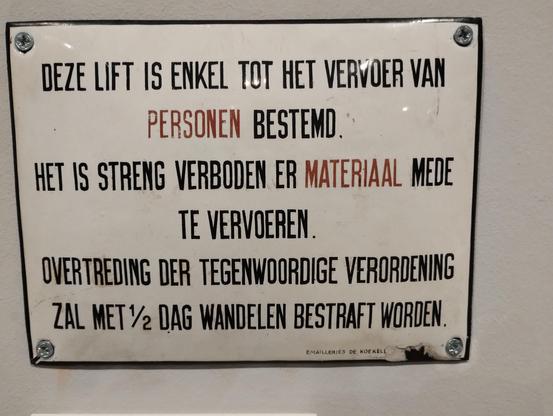 DEZE LIFT IS ENKEL TOT HET VERVOER VAN
PERSONEN BESTEMD.
HET IS STRENG VERBODEN ER MATERIAAL MEDE
TE VERVOEREN.
OVERTREDING DER TEGENWOORDIGE VERORDENING
ZAL MET 1/2 DAG WANDELEN BESTRAFT WORDEN.
EMAILLERIES DE